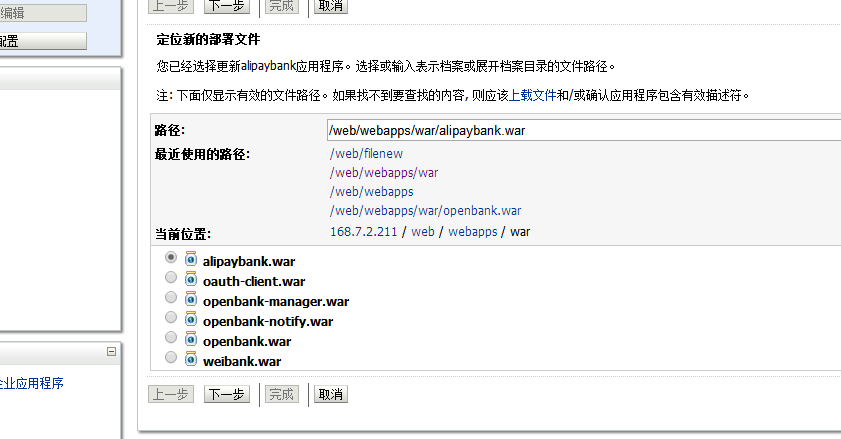 编辑
配置
企业应用程序
上一步 下一步 完成 取消
定位新的部署文件
您已经选择更新alipaybank应用程序。选择或输入表示档案或展开档案目录的文件路径。
注: 下面仅显示有效的文件路径。如果找不到要查找的内容, 则应该上载文件和/或确认应用程序包含有效描述符。
路径: /web/webapps/war/alipaybank.war
最近使用的路径: /web/filenew
/web/webapps/war
/web/webapps
/web/webapps/war/openbank.war
当前位置: 168.7.2.211 / web / webapps / war
alipaybank.war
oauth-client.war
openbank-manager.war
openbank-notify.war
openbank.war
weibank.war
上一步 下一步 完成 取消